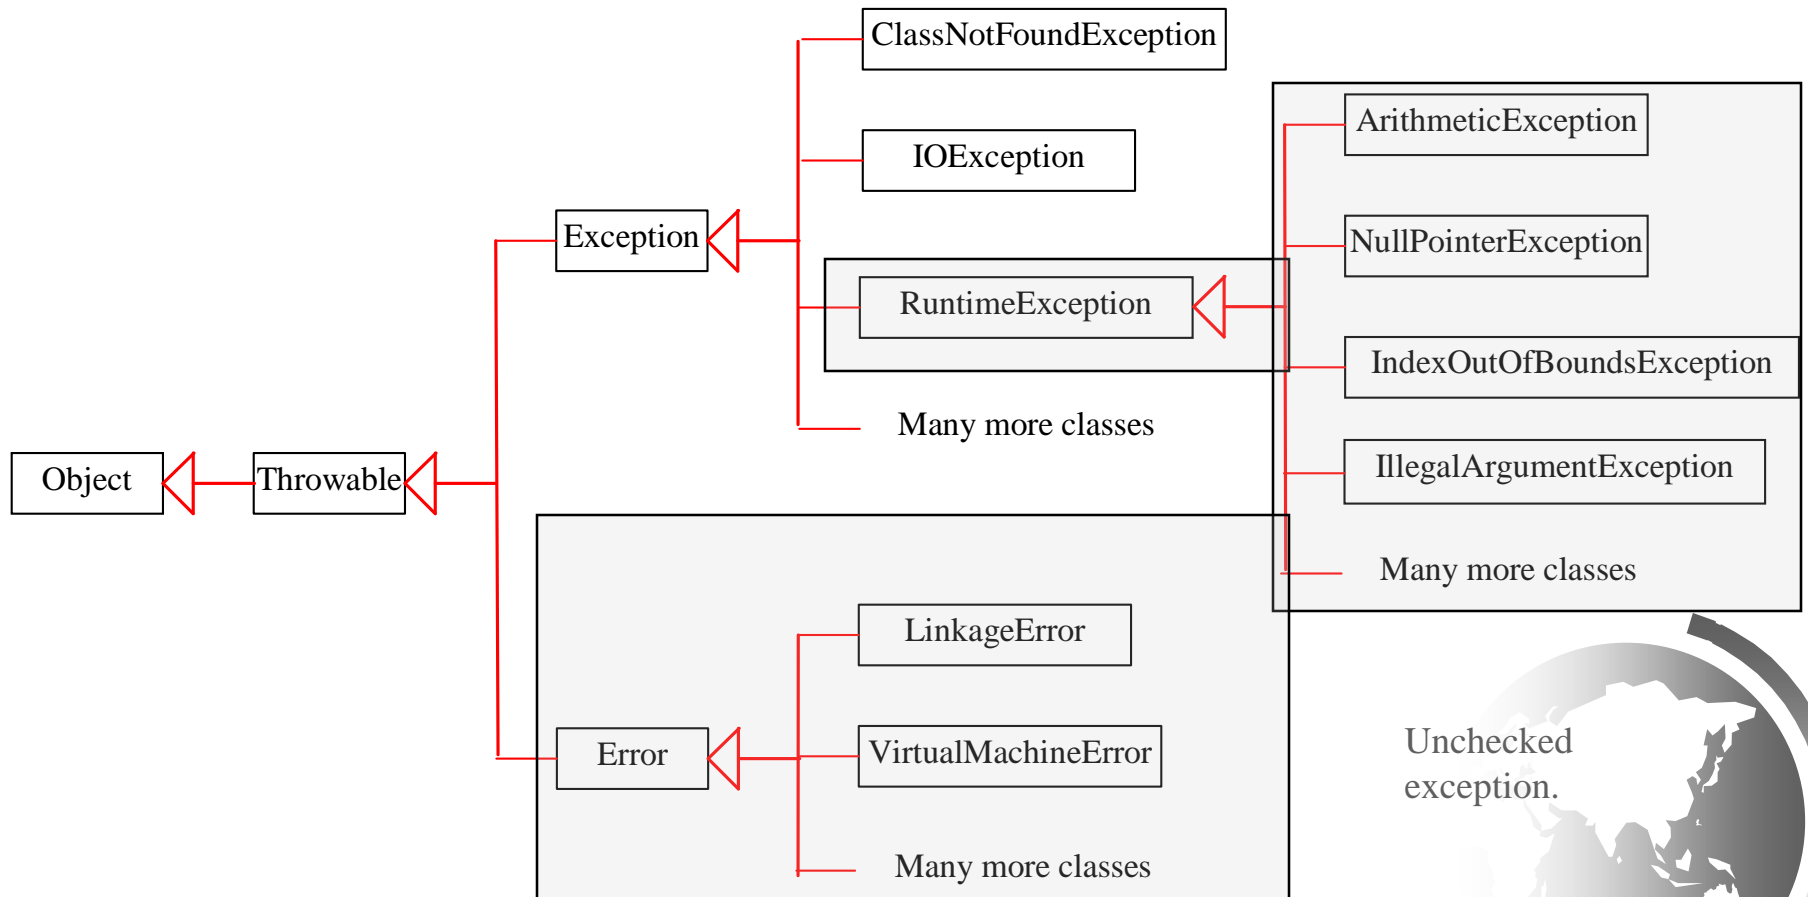 ClassNotFoundException
ArithmeticException
IOException
NullPointerException
Exception
RuntimeException
IndexOutOfBoundsException
Many more classes
Object
Throwable
IllegalArgumentException
Many more classes
LinkageError
Unchecked
exception.
Error
VirtualMachineError
Many more classes